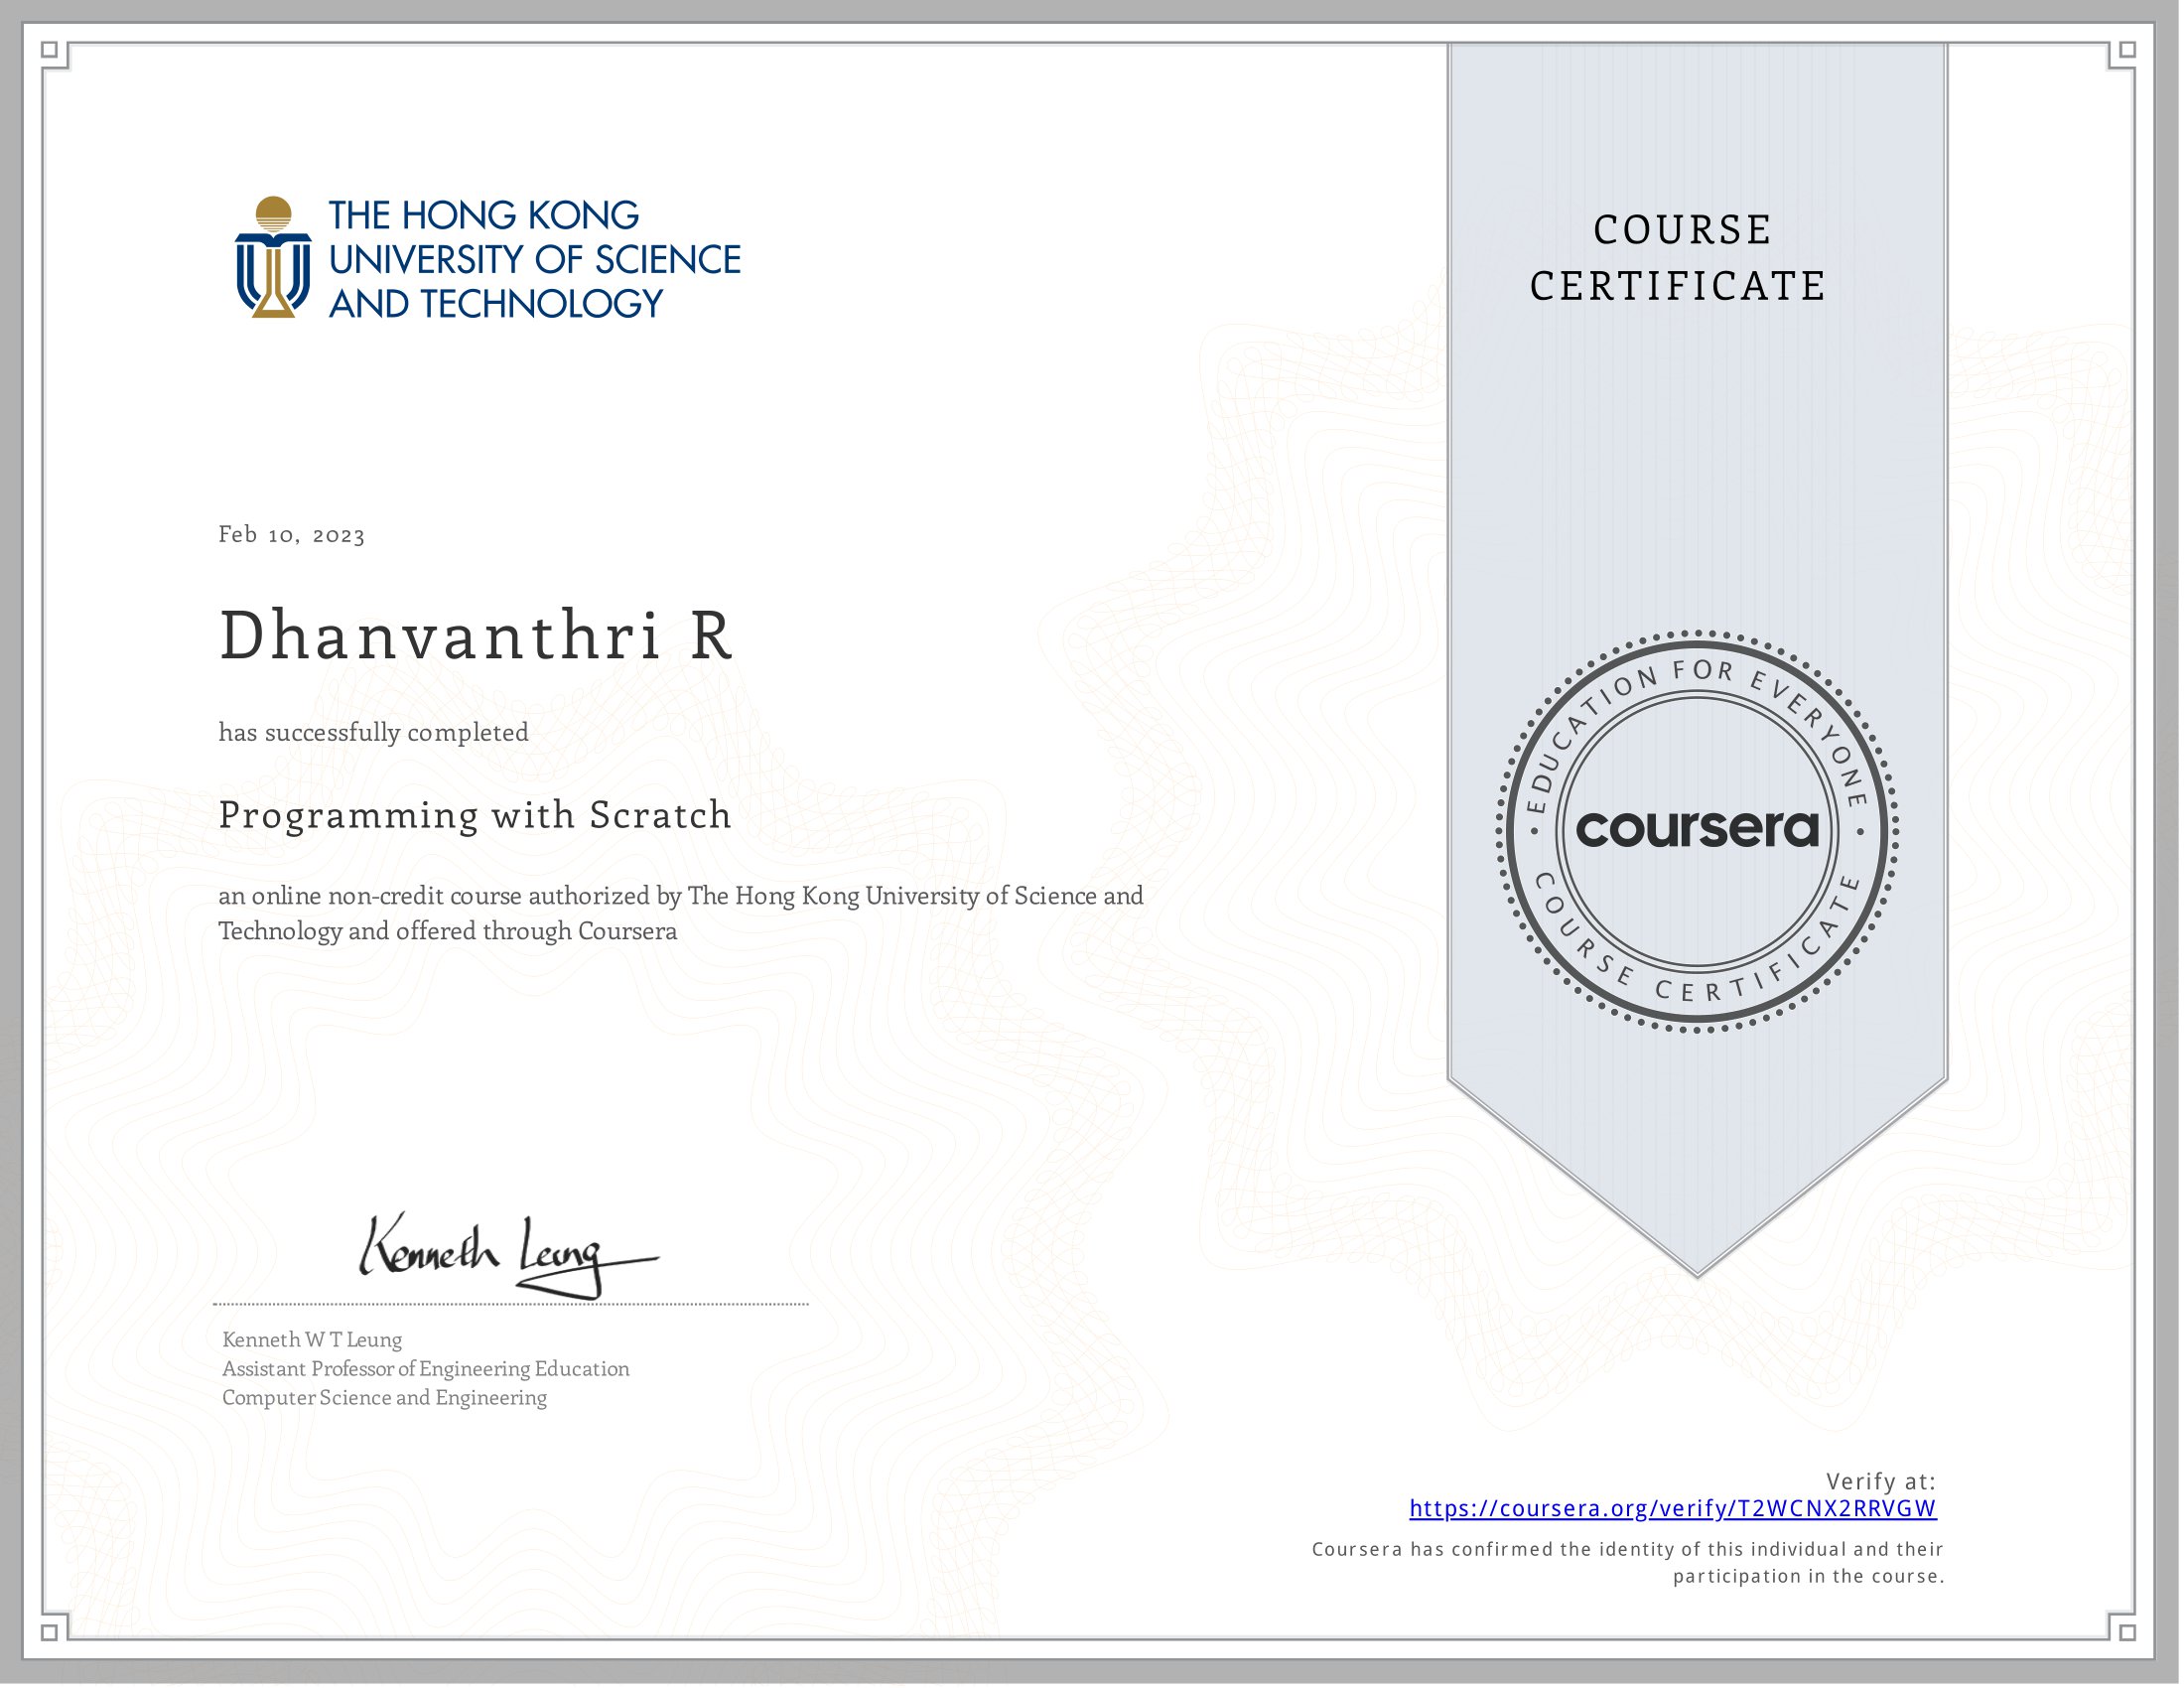 THE HONG KONG
UNIVERSITY OF SCIENCE
AND TECHNOLOGY
COURSE
CERTIFICATE
Feb 10, 2023
Dhanvanthri R
has successfully completed
Programming with Scratch
an online non-credit course authorized by The Hong Kong University of Science and
Technology and offered through Coursera
EDUCATION FOR EVERYONE
coursera
COURSE CERTIFICATE
Kenneth Leung
Kenneth W T Leung
Assistant Professor of Engineering Education
Computer Science and Engineering
Verify at:
https://coursera.org/verify/T2WCNX2RRVGW
Coursera has confirmed the identity of this individual and their
participation in the course.